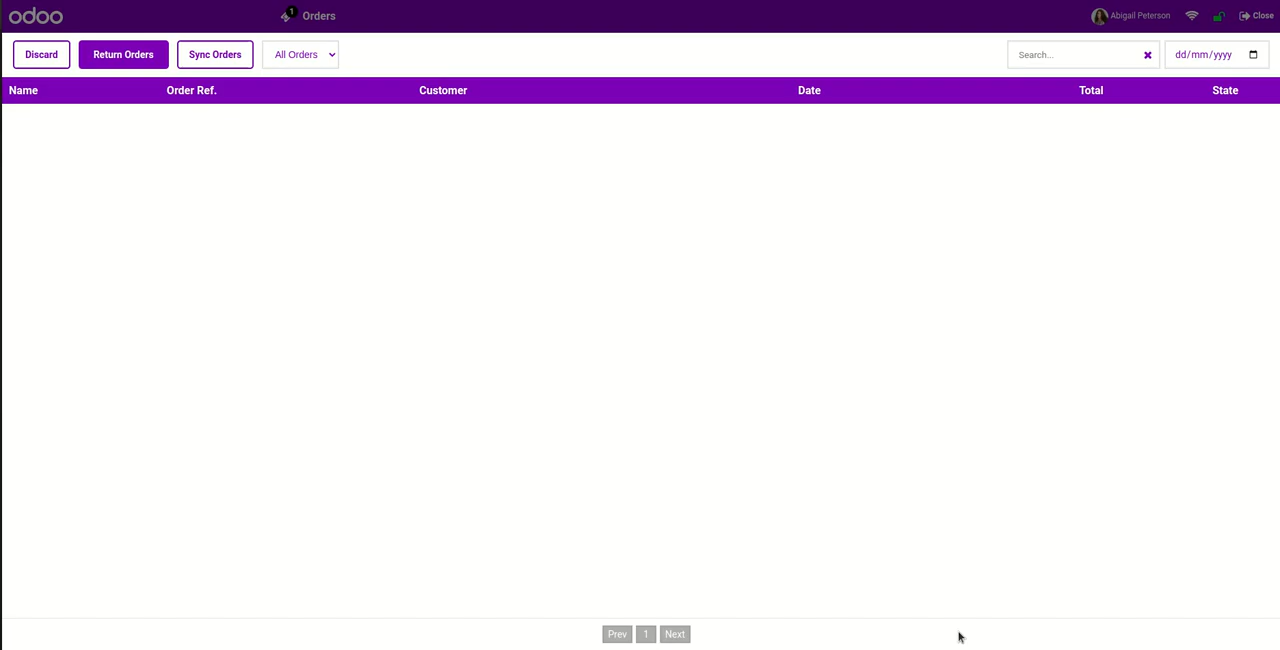 odoo 1 Orders Abigail Peterson Close
Discard Return Orders Sync Orders All Orders Search... dd/mm/yyyy
Name Order Ref. Customer Date Total State
Prev 1 Next